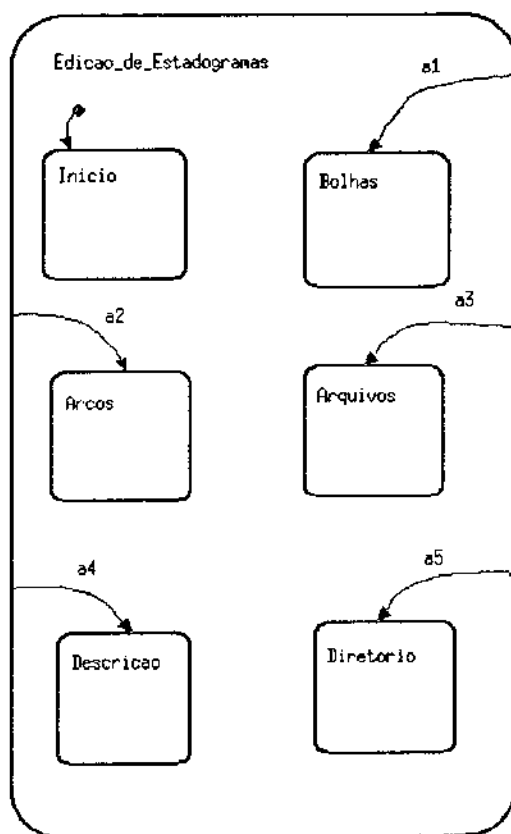 Edicao_de_Estadogramas
a1
Inicio
Bolhas
a2
a3
Arcos
Arquivos
a4
a5
Descricao
Diretorio